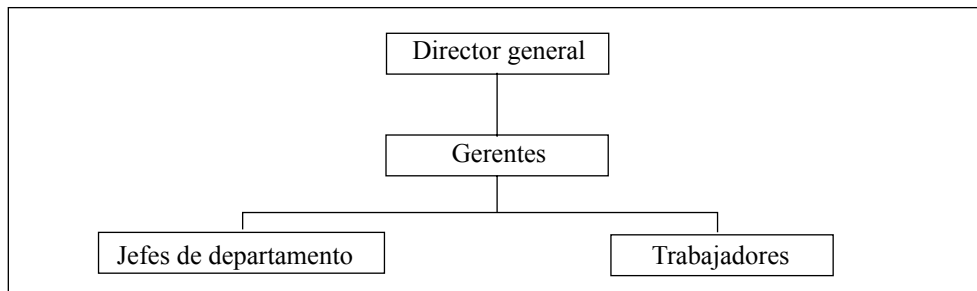 Director general
Gerentes
Jefes de departamento
Trabajadores